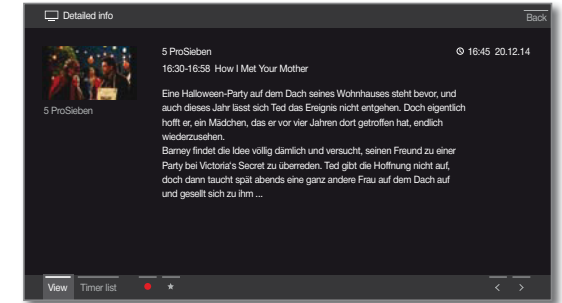 Detailed info
Back
5 ProSieben
16:45 20.12.14
16:30-16:58 How I Met Your Mother
5 ProSieben
Eine Halloween-Party auf dem Dach seines Wohnhauses steht bevor, und
auch dieses Jahr lässt sich Ted das Ereignis nicht entgehen. Doch eigentlich
hofft er, ein Mädchen, das er vor vier Jahren dort getroffen hat, endlich
wiederzusehen.
Barney findet die Idee völlig dämlich und versucht, seinen Freund zu einer
Party bei Victoria's Secret zu überreden. Ted gibt die Hoffnung nicht auf,
doch dann taucht spät abends eine ganz andere Frau auf dem Dach auf
und gesellt sich zu ihm ...
View Timer list